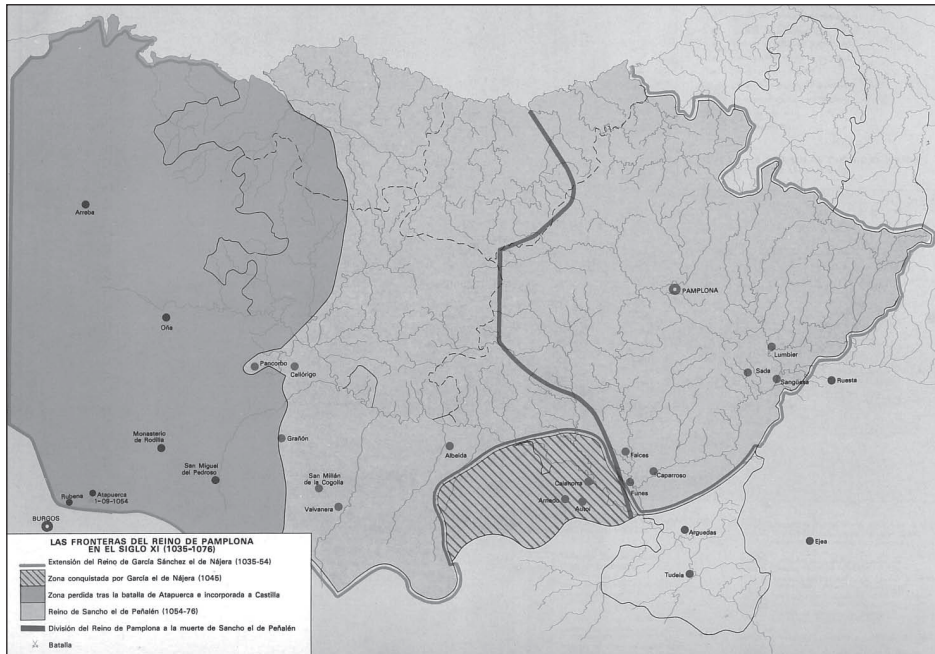 Arreba
Oña
PAMPLONA
Pancorbo
Cellórigo
Lumbier
Sada
Sangüesa
Ruesta
Grañón
Monasterio
de Rodilla
San Miguel
del Pedroso
San Millán
de la Cogolla
Valvanera
Albelda
Falces
Caparroso
Funes
Calahorra
Arnedo
Autol
Rubena
Atapuerca
1-09-1054
BURGOS
Arguedas
Tudela
Ejea
LAS FRONTERAS DEL REINO DE PAMPLONA
EN EL SIGLO XI (1035-1076)
Extensión del Reino de García Sánchez el de Nájera (1035-54)
Zona conquistada por García el de Nájera (1045)
Zona perdida tras la batalla de Atapuerca e incorporada a Castilla
Reino de Sancho el de Peñalén (1054-76)
División del Reino de Pamplona a la muerte de Sancho el de Peñalén
Batalla